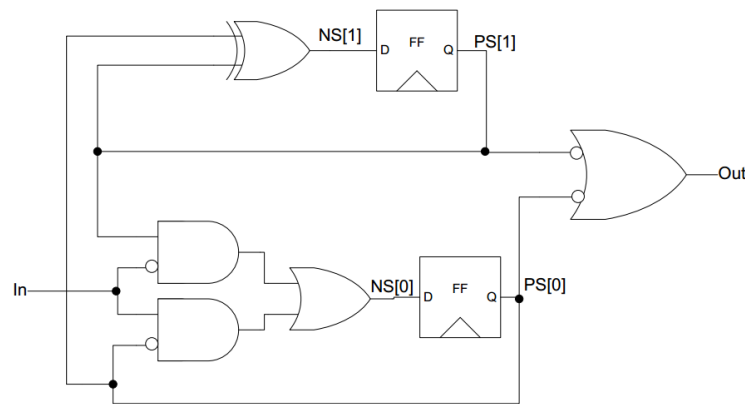 NS[1]
D FF Q
PS[1]
Out
In
NS[0]
D FF Q
PS[0]